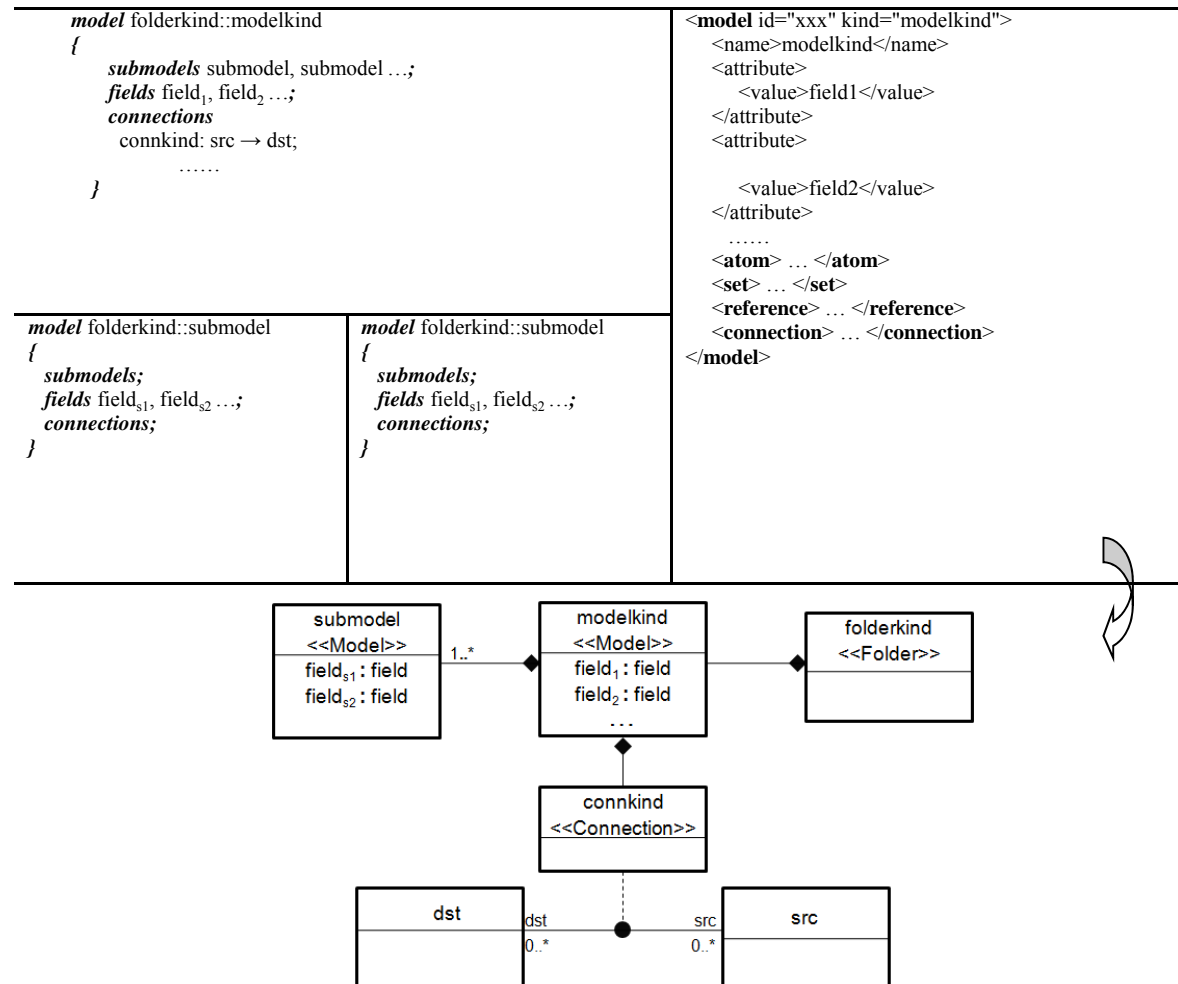 model folderkind::modelkind
{
submodels submodel, submodel …;
fields field1, field2 …;
connections
connkind: src → dst;
……
}
<model id="xxx" kind="modelkind">
<name>modelkind</name>
<attribute>
<value>field1</value>
</attribute>
<attribute>
<value>field2</value>
</attribute>
……
<atom> … </atom>
<set> … </set>
<reference> … </reference>
<connection> … </connection>
</model>
model folderkind::submodel
{
submodels;
fields fields1, fields2 …;
connections;
}
model folderkind::submodel
{
submodels;
fields fields1, fields2 …;
connections;
}
submodel
<<Model>>
fields1 : field
fields2 : field
1..*
modelkind
<<Model>>
field1 : field
field2 : field
...
folderkind
<<Folder>>
connkind
<<Connection>>
dst
dst
0..*
src
0..*
src